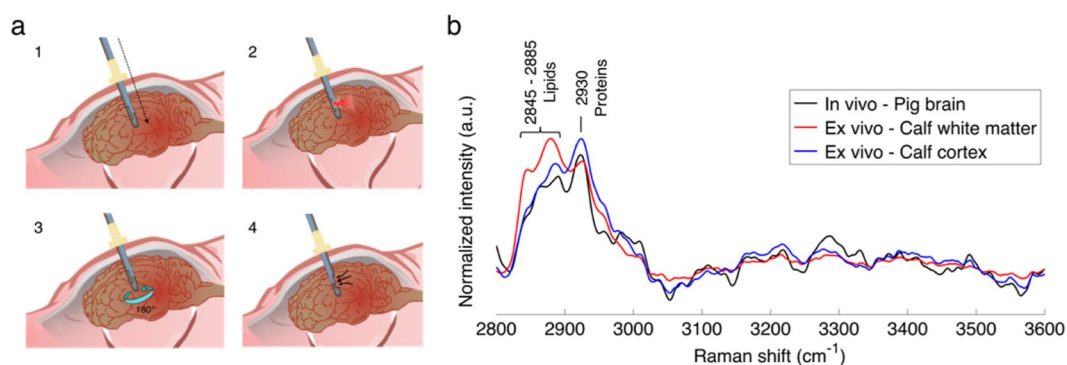 a
1
2
3
180°
4
b
Normalized intensity (a.u.)
2845 - 2885
Lipids
2930
Proteins
In vivo - Pig brain
Ex vivo - Calf white matter
Ex vivo - Calf cortex
2800 2900 3000 3100 3200 3300 3400 3500 3600
Raman shift (cm⁻¹)